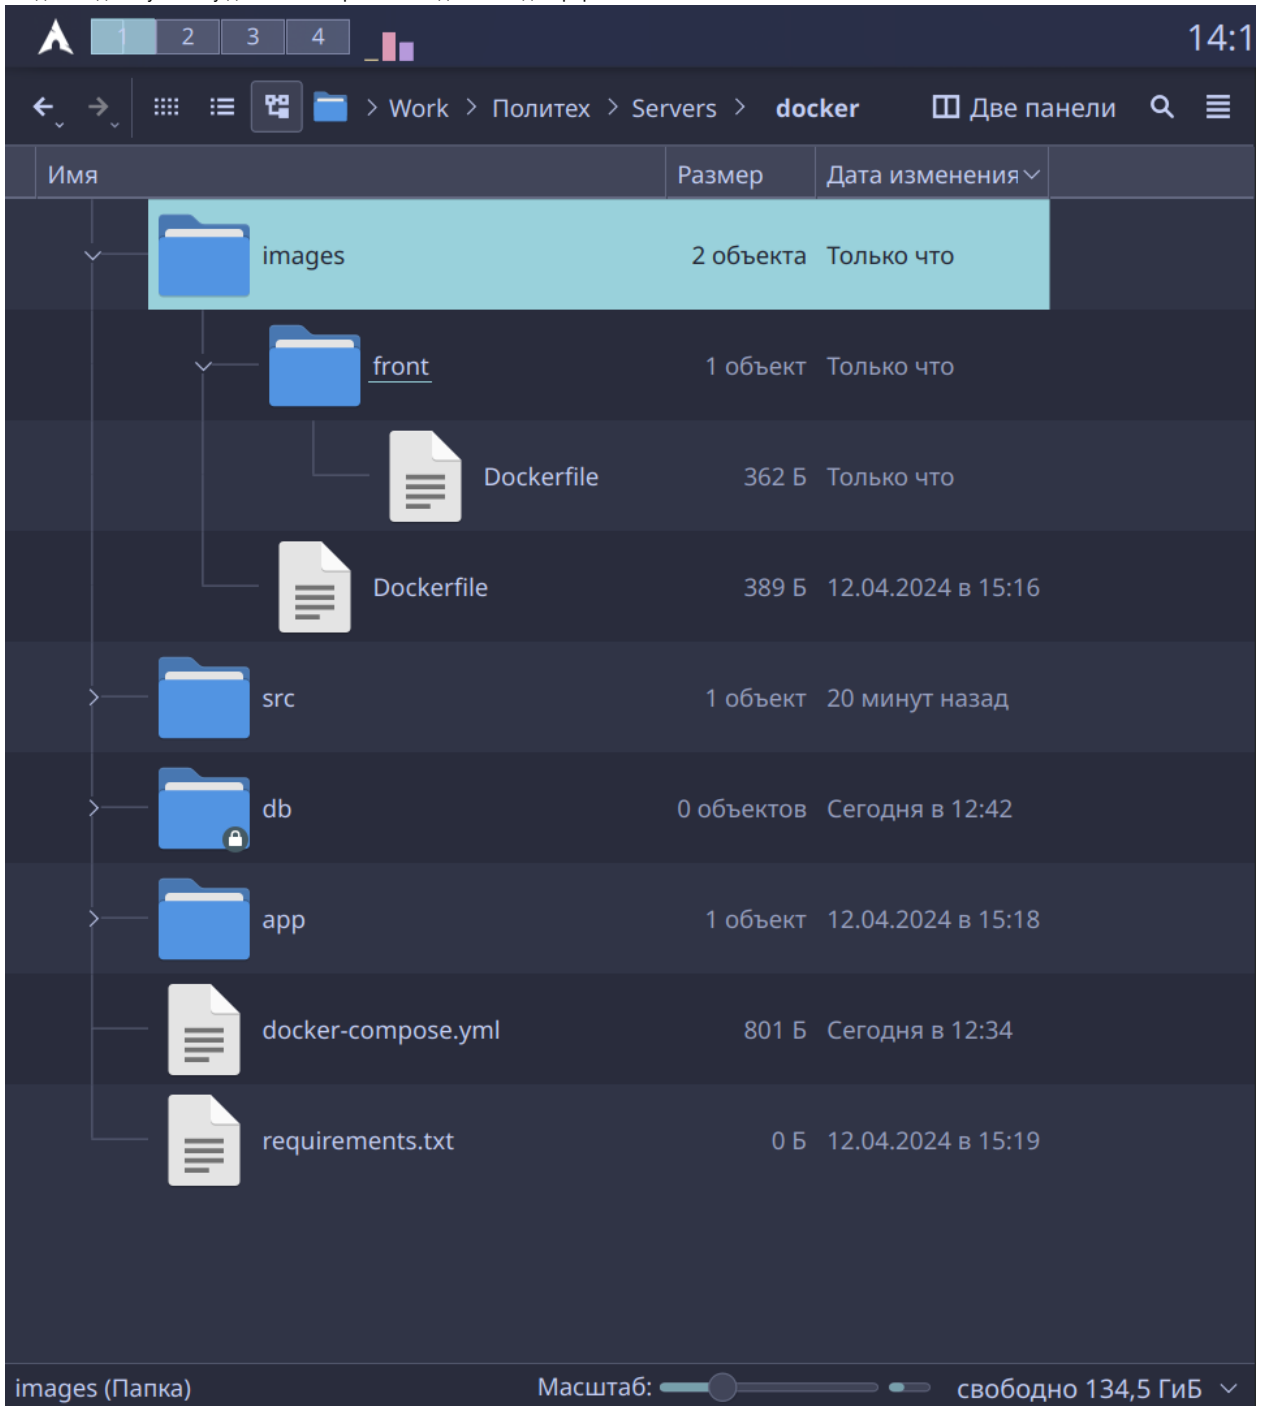 1 2 3 4 14:1
> Work > Политех > Servers > docker Две панели
Имя Размер Дата изменения
images 2 объекта Только что
front 1 объект Только что
Dockerfile 362 Б Только что
Dockerfile 389 Б 12.04.2024 в 15:16
src 1 объект 20 минут назад
db 0 объектов Сегодня в 12:42
app 1 объект 12.04.2024 в 15:18
docker-compose.yml 801 Б Сегодня в 12:34
requirements.txt 0 Б 12.04.2024 в 15:19
images (Папка) Масштаб: свободно 134,5 ГиБ